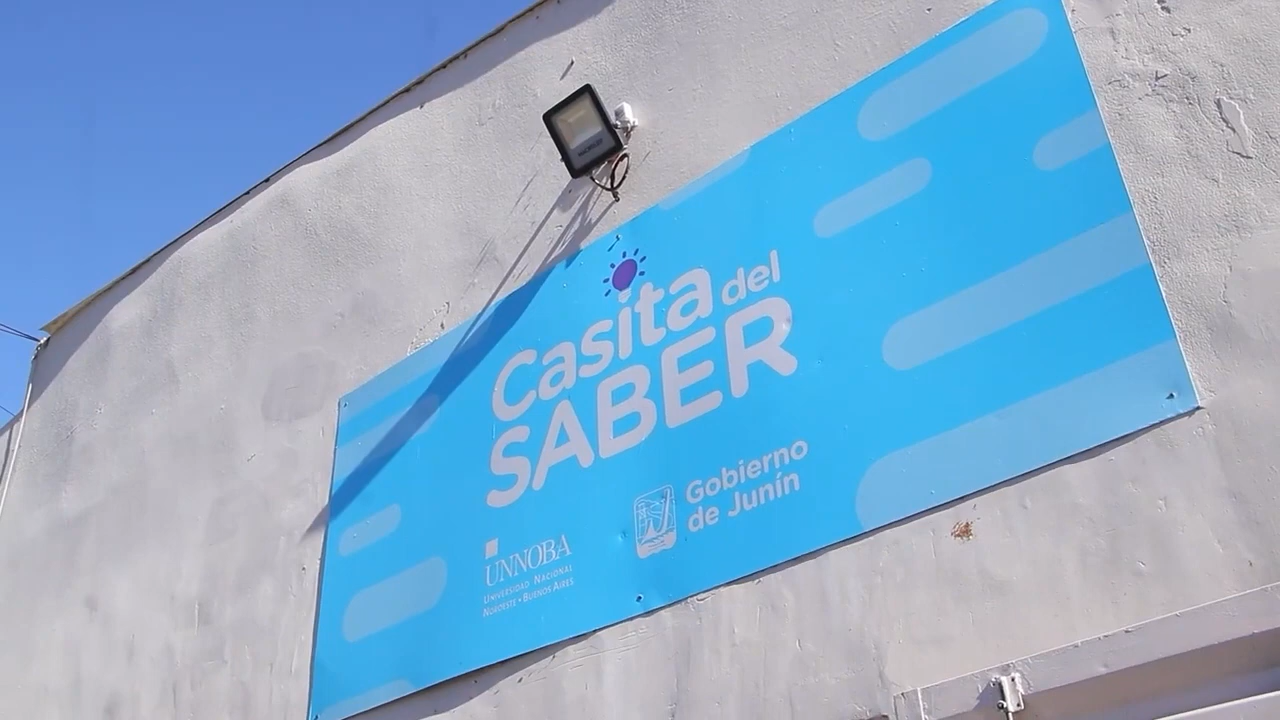 Casita del
SABER
UNNOBA
UNIVERSIDAD NACIONAL
NOROESTE • BUENOS AIRES
Gobierno
de Junín